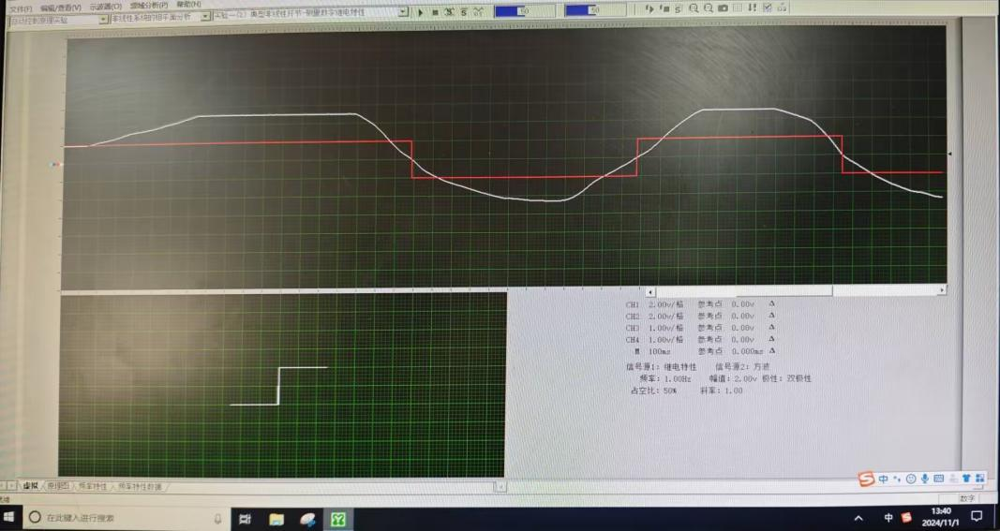 文件(F) 编辑/查看(V) 示波器(O) 频域分析(P) 帮助(H)
自动控制原理实验 非线性系统的相平面分析 实验一(2) 典型非线性环节-测量数字继电特性 50 50
CH1 2.00v/格 参考点 0.00v Δ
CH2 2.00v/格 参考点 0.00v Δ
CH3 1.00v/格 参考点 0.00v Δ
CH4 1.00v/格 参考点 0.00v Δ
M 100ms 参考点 0.000ms Δ
信号源1: 继电特性 信号源2: 方波
频率: 1.00Hz 幅值: 2.00v 极性: 双极性
占空比: 50% 斜率: 1.00
虚拟 原理图 频率特性 频率特性数据
中
数字
在此键入进行搜索
中
13:40
2024/11/1